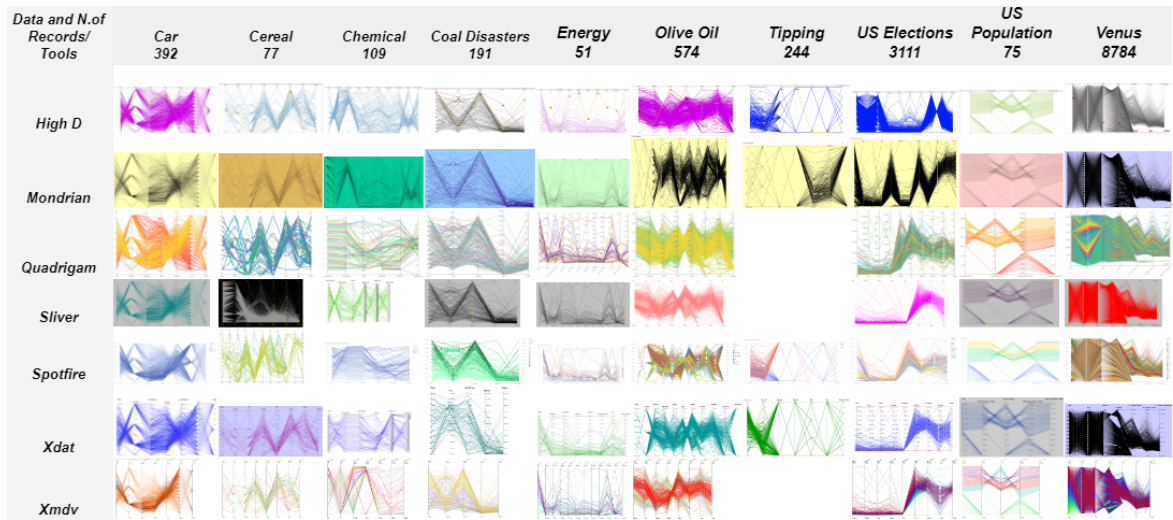 Data and N.of
Records/
Tools
Car
392
Cereal
77
Chemical
109
Coal Disasters
191
Energy
51
Olive Oil
574
Tipping
244
US Elections
3111
US
Population
75
Venus
8784
High D
Mondrian
Quadrigam
Sliver
Spotfire
Xdat
Xmdv